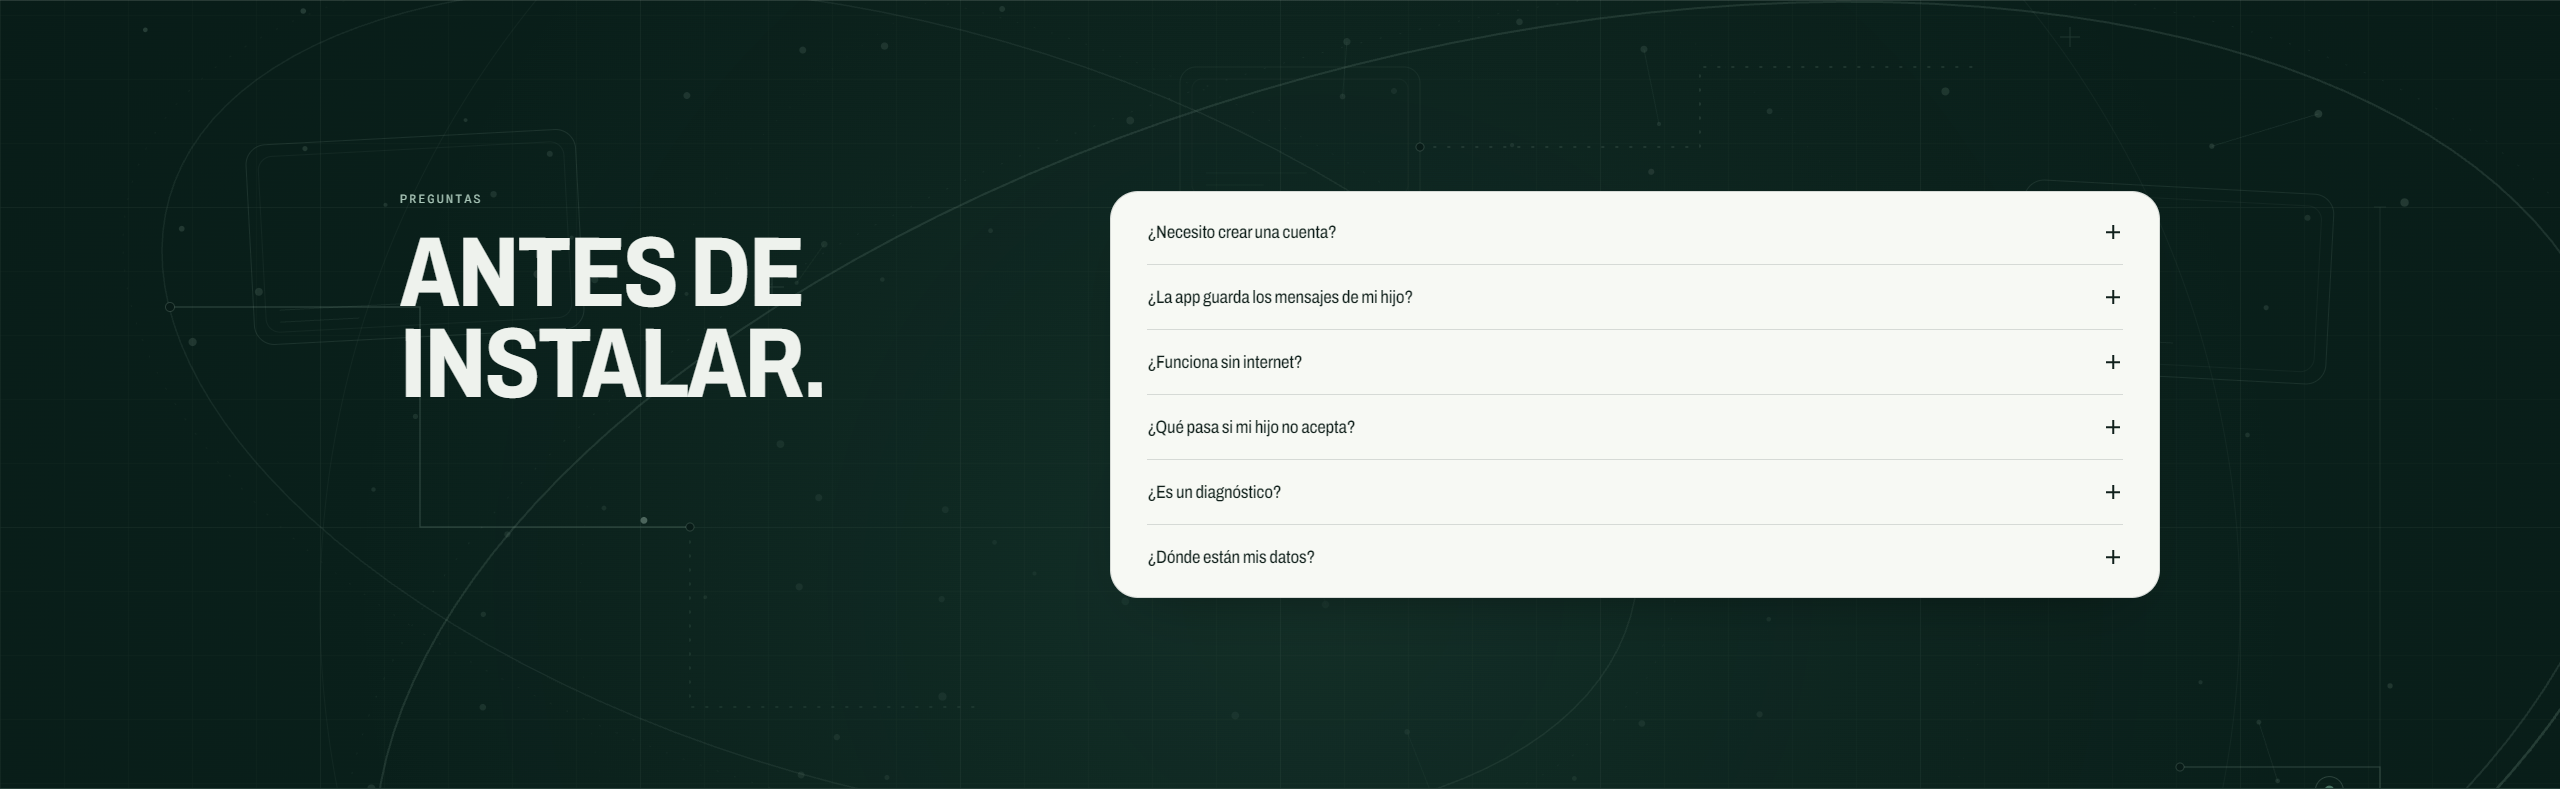 PREGUNTAS
ANTES DE
INSTALAR.
¿Necesito crear una cuenta?
¿La app guarda los mensajes de mi hijo?
¿Funciona sin internet?
¿Qué pasa si mi hijo no acepta?
¿Es un diagnóstico?
¿Dónde están mis datos?